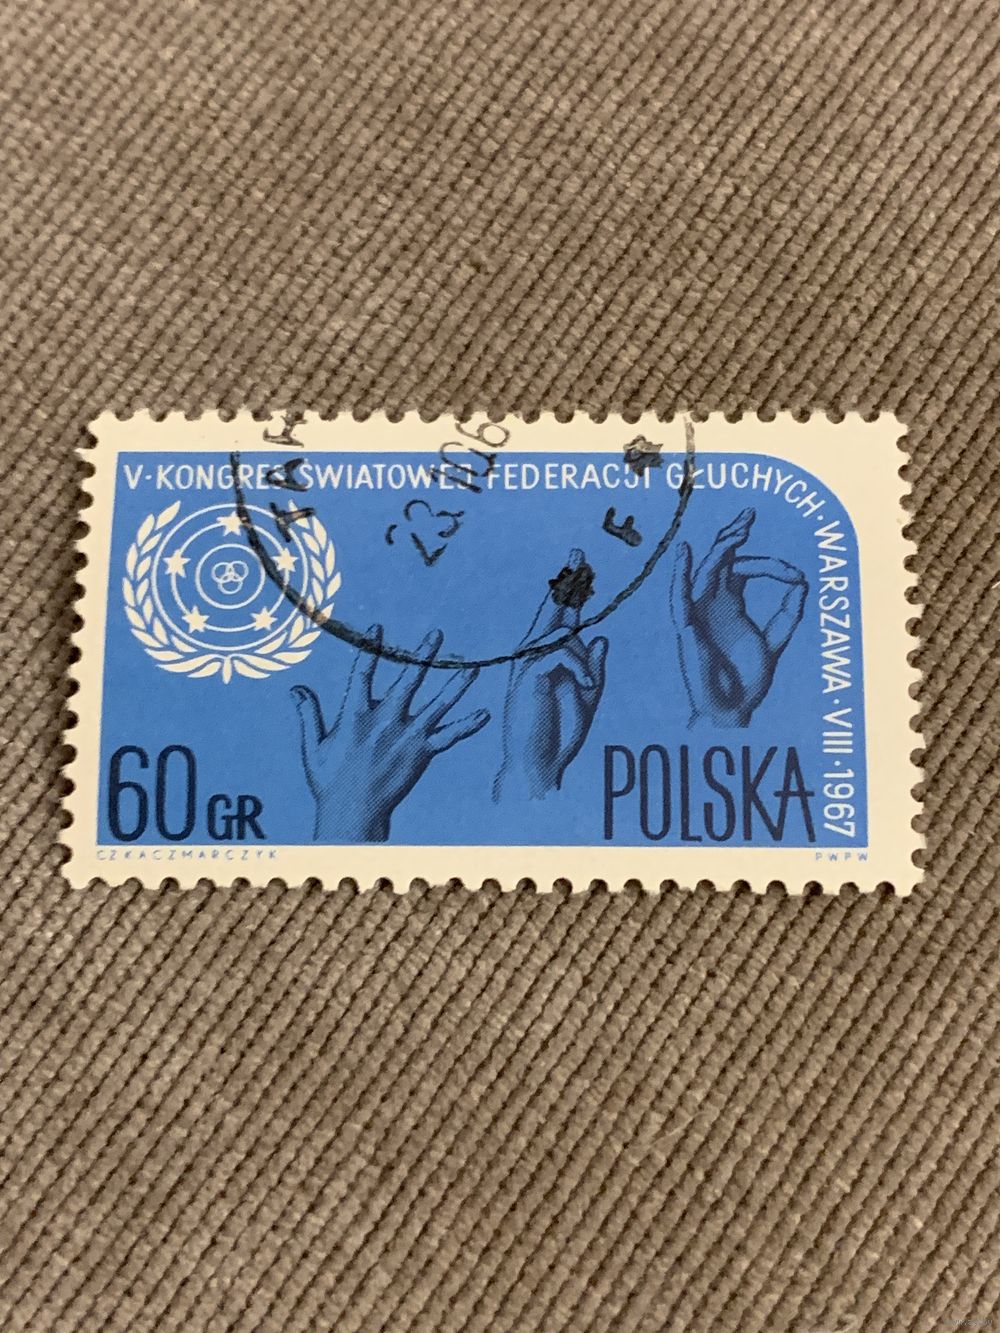 V·KONGRES ŚWIATOWEJ FEDERACJI GŁUCHYCH·WARSZAWA·VIII·1967
60 GR
POLSKA
CZ KACZMARCZYK
PWPW